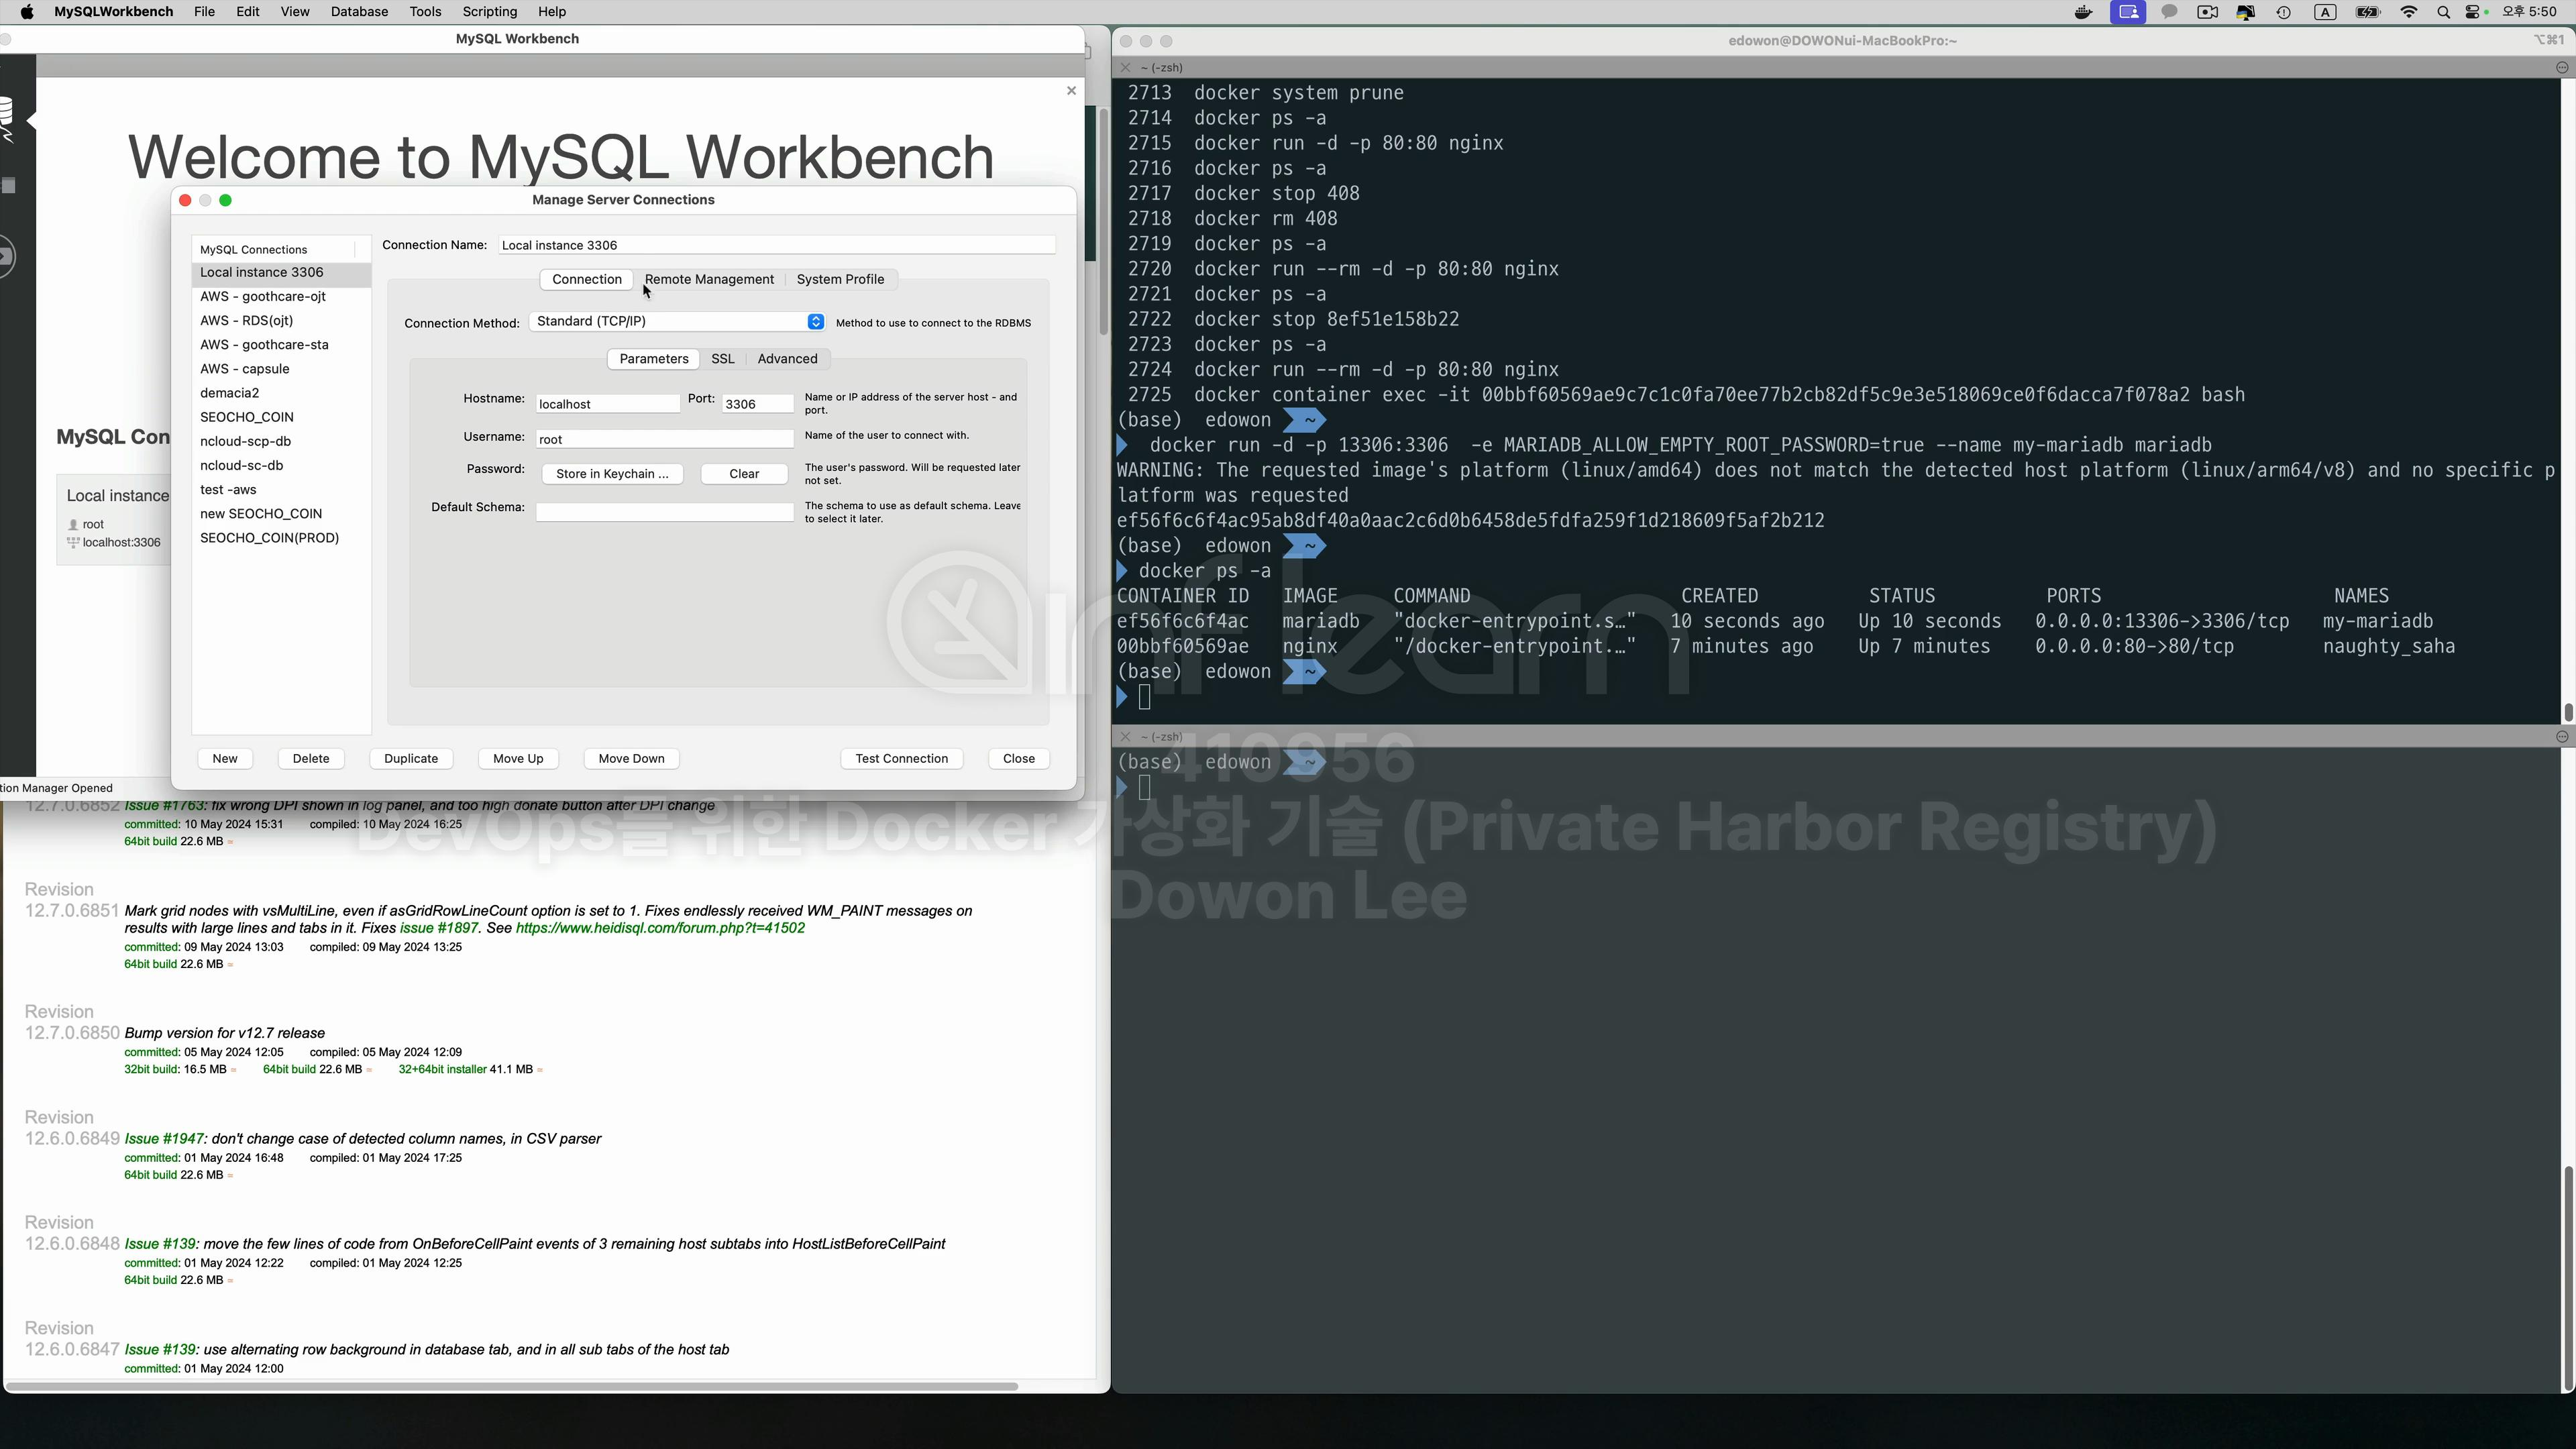 MySQLWorkbench File Edit View Database Tools Scripting Help
A
오후 5:50
MySQL Workbench
Welcome to MySQL Workbench
MySQL Con
Local instance
root
localhost:3306
tion Manager Opened
Manage Server Connections
MySQL Connections
Local instance 3306
AWS - goothcare-ojt
AWS - RDS(ojt)
AWS - goothcare-sta
AWS - capsule
demacia2
SEOCHO_COIN
ncloud-scp-db
ncloud-sc-db
test -aws
new SEOCHO_COIN
SEOCHO_COIN(PROD)
Connection Name: Local instance 3306
Connection Remote Management System Profile
Connection Method: Standard (TCP/IP) Method to use to connect to the RDBMS
Parameters SSL Advanced
Hostname: localhost Port: 3306 Name or IP address of the server host - and
port.
Username: root Name of the user to connect with.
Password: Store in Keychain ... Clear The user's password. Will be requested later
not set.
Default Schema: The schema to use as default schema. Leave
to select it later.
New Delete Duplicate Move Up Move Down Test Connection Close
12.7.0.6852 Issue #1763: fix wrong DPI shown in log panel, and too high donate button after DPI change
committed: 10 May 2024 15:31 compiled: 10 May 2024 16:25
64bit build 22.6 MB
Revision
12.7.0.6851 Mark grid nodes with vsMultiLine, even if asGridRowLineCount option is set to 1. Fixes endlessly received WM_PAINT messages on
results with large lines and tabs in it. Fixes issue #1897. See https://www.heidisql.com/forum.php?t=41502
committed: 09 May 2024 13:03 compiled: 09 May 2024 13:25
64bit build 22.6 MB
Revision
12.7.0.6850 Bump version for v12.7 release
committed: 05 May 2024 12:05 compiled: 05 May 2024 12:09
32bit build: 16.5 MB 64bit build 22.6 MB 32+64bit installer 41.1 MB
Revision
12.6.0.6849 Issue #1947: don't change case of detected column names, in CSV parser
committed: 01 May 2024 16:48 compiled: 01 May 2024 17:25
64bit build 22.6 MB
Revision
12.6.0.6848 Issue #139: move the few lines of code from OnBeforeCellPaint events of 3 remaining host subtabs into HostListBeforeCellPaint
committed: 01 May 2024 12:22 compiled: 01 May 2024 12:25
64bit build 22.6 MB
Revision
12.6.0.6847 Issue #139: use alternating row background in database tab, and in all sub tabs of the host tab
committed: 01 May 2024 12:00
edowon@DOWONui-MacBookPro:~ ⌥⌘1
~ (-zsh)
2713 docker system prune
2714 docker ps -a
2715 docker run -d -p 80:80 nginx
2716 docker ps -a
2717 docker stop 408
2718 docker rm 408
2719 docker ps -a
2720 docker run --rm -d -p 80:80 nginx
2721 docker ps -a
2722 docker stop 8ef51e158b22
2723 docker ps -a
2724 docker run --rm -d -p 80:80 nginx
2725 docker container exec -it 00bbf60569ae9c7c1c0fa70ee77b2cb82df5c9e3e518069ce0f6dacca7f078a2 bash
(base) edowon ~
docker run -d -p 13306:3306 -e MARIADB_ALLOW_EMPTY_ROOT_PASSWORD=true --name my-mariadb mariadb
WARNING: The requested image's platform (linux/amd64) does not match the detected host platform (linux/arm64/v8) and no specific p
latform was requested
ef56f6c6f4ac95ab8df40a0aac2c6d0b6458de5fdfa259f1d218609f5af2b212
(base) edowon ~
docker ps -a
CONTAINER ID IMAGE COMMAND CREATED STATUS PORTS NAMES
ef56f6c6f4ac mariadb "docker-entrypoint.s…" 10 seconds ago Up 10 seconds 0.0.0.0:13306->3306/tcp my-mariadb
00bbf60569ae nginx "/docker-entrypoint.…" 7 minutes ago Up 7 minutes 0.0.0.0:80->80/tcp naughty_saha
(base) edowon ~
~ (-zsh)
(base) edowon ~
inflearn
410956
DevOps를 위한 Docker 가상화 기술 (Private Harbor Registry)
Dowon Lee